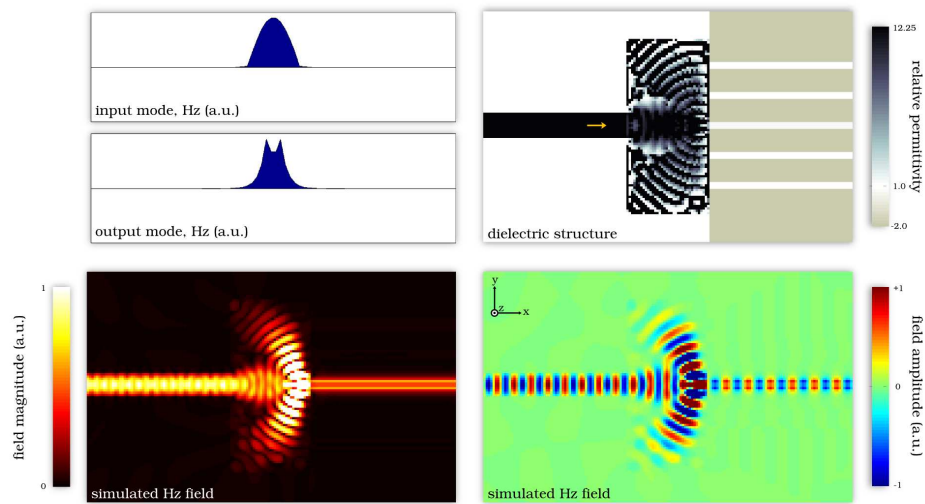 input mode, Hz (a.u.)
output mode, Hz (a.u.)
dielectric structure
12.25
1.0
-2.0
relative permittivity
1
0
field magnitude (a.u.)
simulated Hz field
y
z
x
simulated Hz field
+1
0
-1
field amplitude (a.u.)